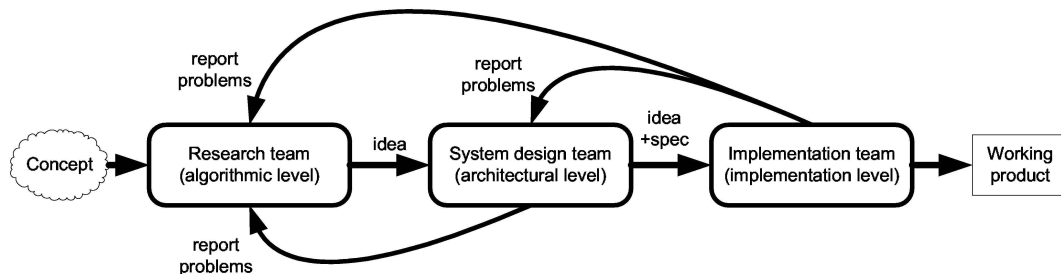 report
problems
report
problems
Concept
Research team
(algorithmic level)
idea
System design team
(architectural level)
idea
+spec
Implementation team
(implementation level)
Working
product
report
problems